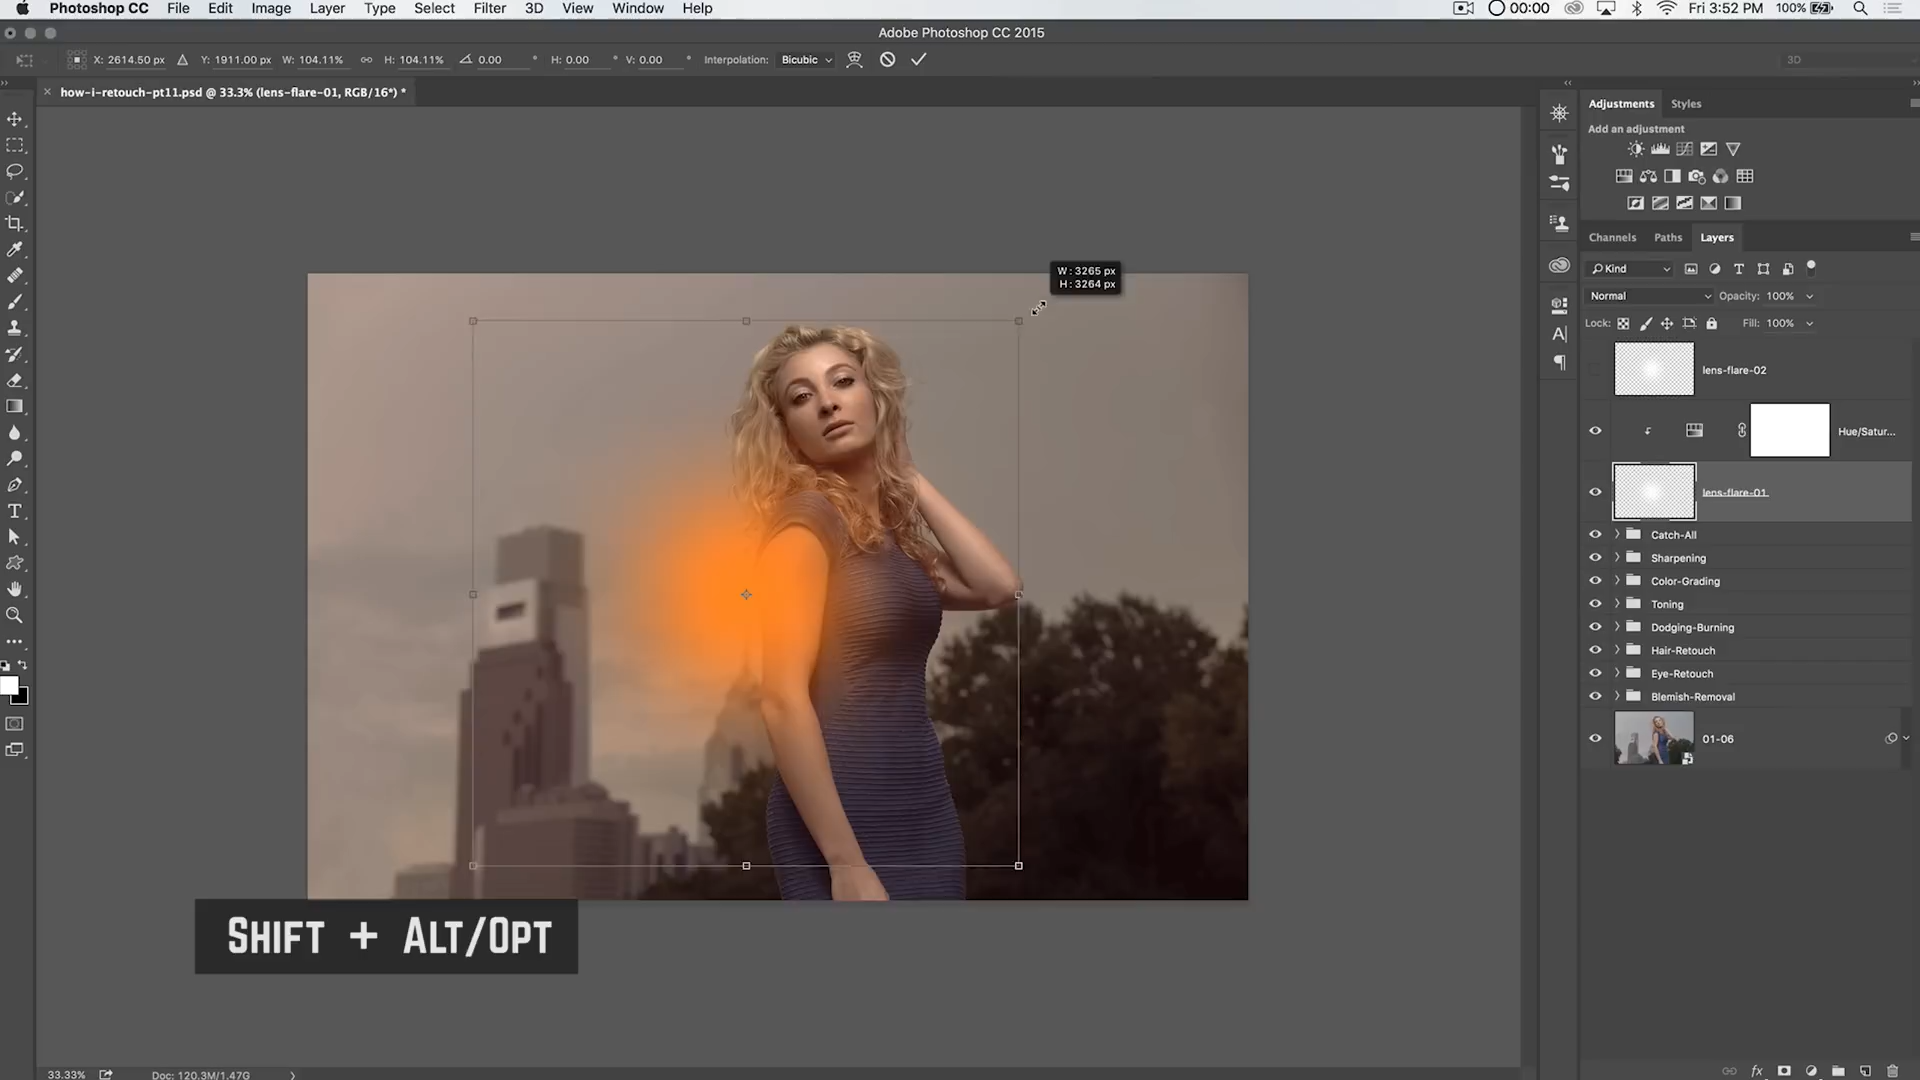 Photoshop CC File Edit Image Layer Type Select Filter 3D View Window Help 00:00 Fri 3:52 PM 100%
Adobe Photoshop CC 2015
X: 2614.50 px Y: 1911.00 px W: 104.11% H: 104.11% 0.00 ° H: 0.00 ° V: 0.00 ° Interpolation: Bicubic 3D
how-i-retouch-pt11.psd @ 33.3% (lens-flare-01, RGB/16*) *
Adjustments Styles
Add an adjustment
Channels Paths Layers
Kind
Normal Opacity: 100%
Lock: Fill: 100%
lens-flare-02
Hue/Satur...
lens-flare-01
Catch-All
Sharpening
Color-Grading
Toning
Dodging-Burning
Hair-Retouch
Eye-Retouch
Blemish-Removal
01-06
W : 3265 px
H : 3264 px
Shift + Alt/Opt
33.33% Doc: 120.3M/1.47G